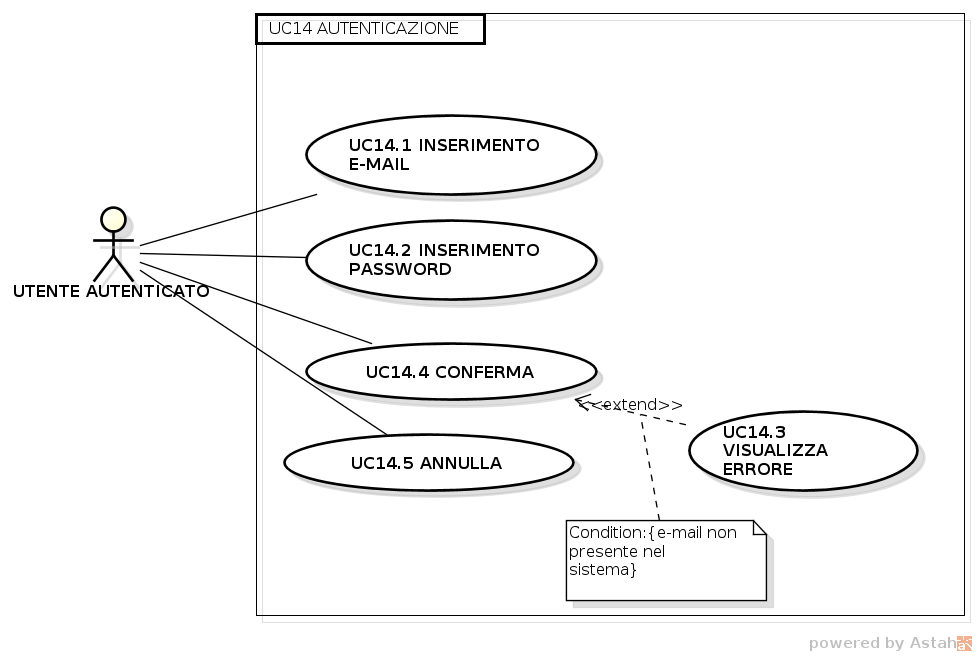 UC14 AUTENTICAZIONE
UC14.1 INSERIMENTO
E-MAIL
UC14.2 INSERIMENTO
PASSWORD
UTENTE AUTENTICATO
UC14.4 CONFERMA
<<extend>>
UC14.3
VISUALIZZA
ERRORE
UC14.5 ANNULLA
Condition:{e-mail non
presente nel
sistema}
powered by Astah